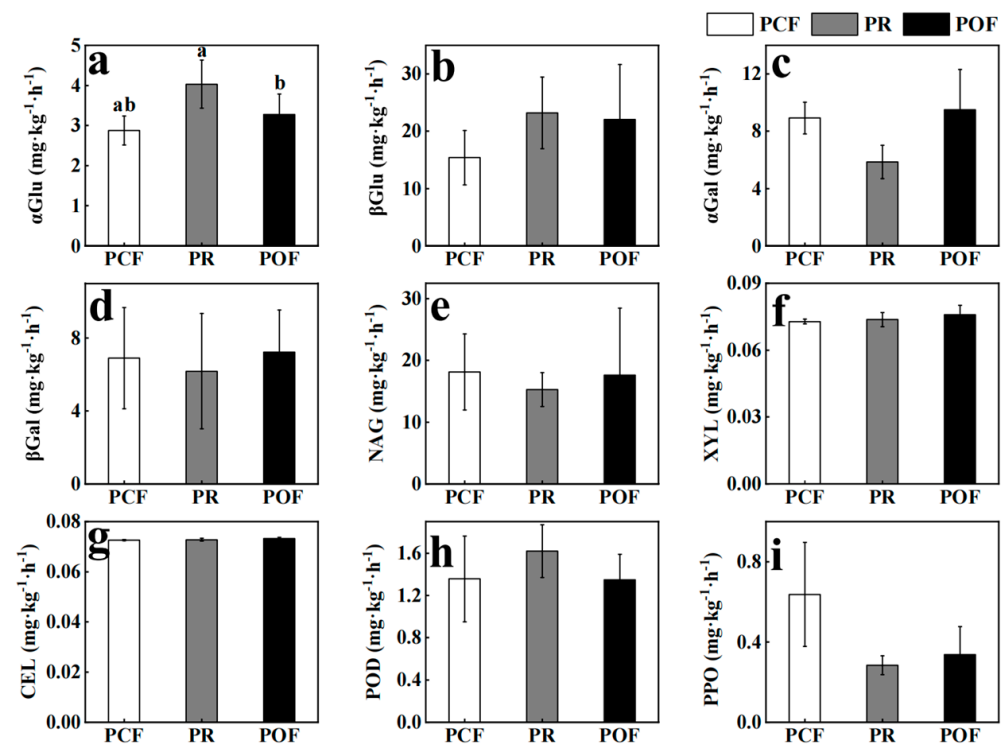 PCF PR POF
a
αGlu (mg·kg⁻¹·h⁻¹)
5
4
3
2
1
0
ab
a
b
PCF PR POF
b
βGlu (mg·kg⁻¹·h⁻¹)
30
20
10
0
PCF PR POF
c
αGal (mg·kg⁻¹·h⁻¹)
12
8
4
0
PCF PR POF
d
βGal (mg·kg⁻¹·h⁻¹)
8
4
0
PCF PR POF
e
NAG (mg·kg⁻¹·h⁻¹)
30
20
10
0
PCF PR POF
f
XYL (mg·kg⁻¹·h⁻¹)
0.09
0.06
0.03
0.00
PCF PR POF
g
CEL (mg·kg⁻¹·h⁻¹)
0.08
0.06
0.04
0.02
0.00
PCF PR POF
h
POD (mg·kg⁻¹·h⁻¹)
1.6
1.2
0.8
0.4
0.0
PCF PR POF
i
PPO (mg·kg⁻¹·h⁻¹)
0.8
0.4
0.0
PCF PR POF